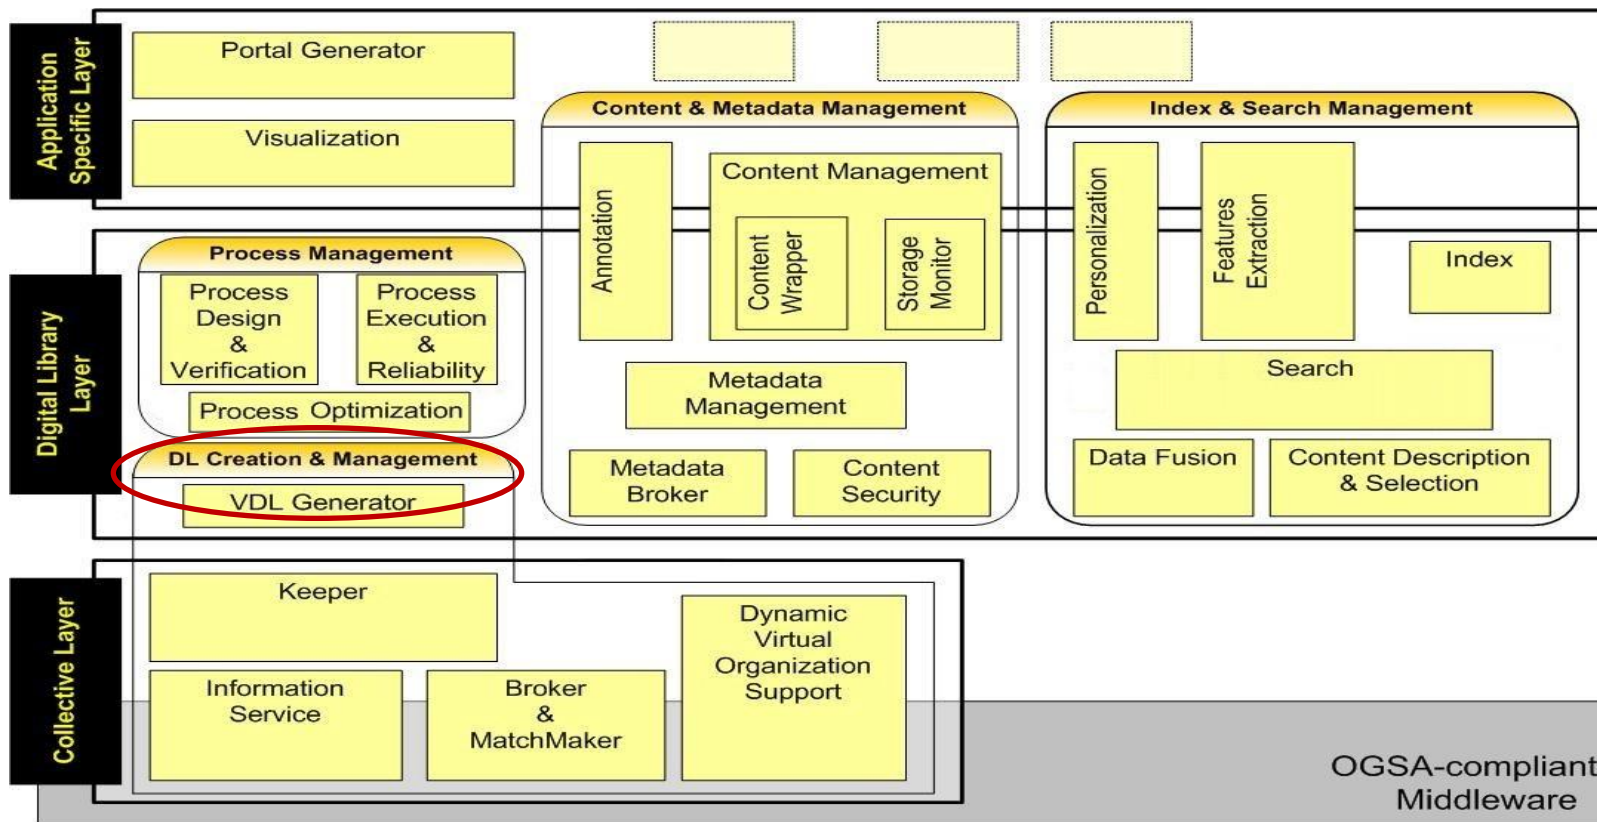 Application
Specific Layer
Portal Generator
Visualization
Content & Metadata Management
Annotation
Content Management
Content
Wrapper
Storage
Monitor
Metadata
Management
Metadata
Broker
Content
Security
Index & Search Management
Personalization
Features
Extraction
Index
Search
Data Fusion
Content Description
& Selection
Digital Library
Layer
Process Management
Process
Design
&
Verification
Process
Execution
&
Reliability
Process Optimization
DL Creation & Management
VDL Generator
Collective Layer
Keeper
Information
Service
Broker
&
MatchMaker
Dynamic
Virtual
Organization
Support
OGSA-compliant
Middleware